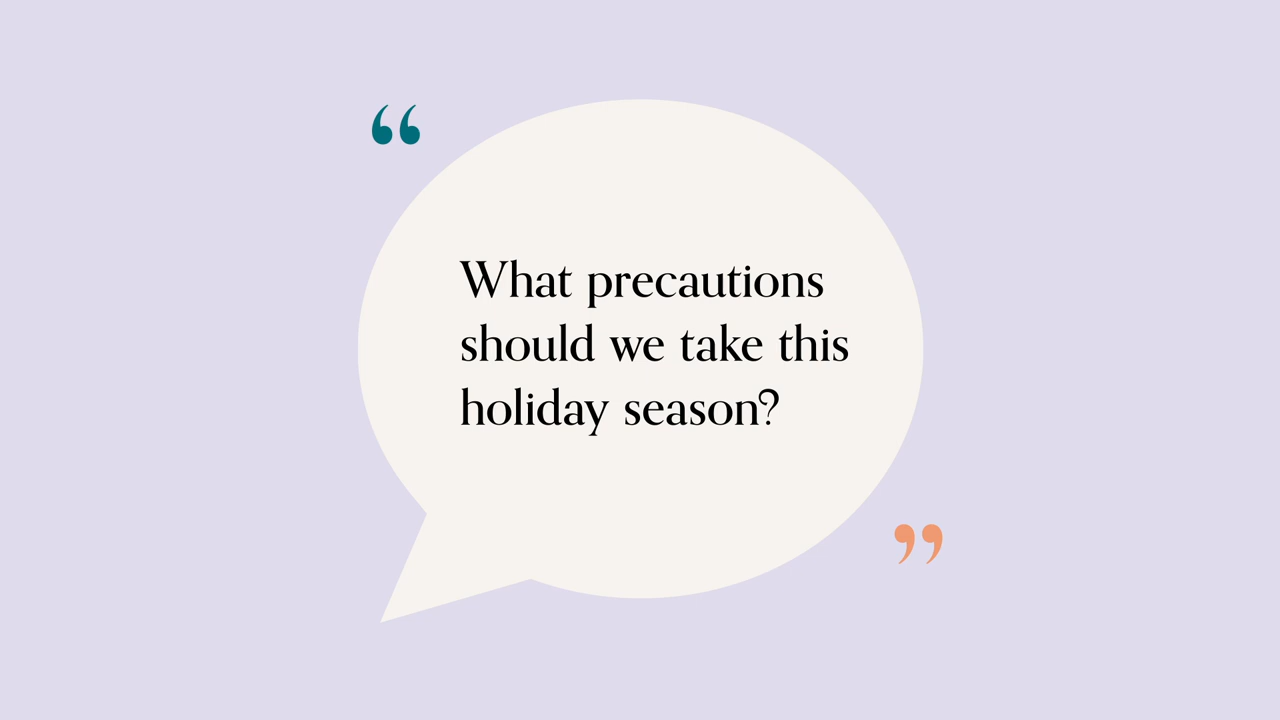 “
What precautions
should we take this
holiday season?
”